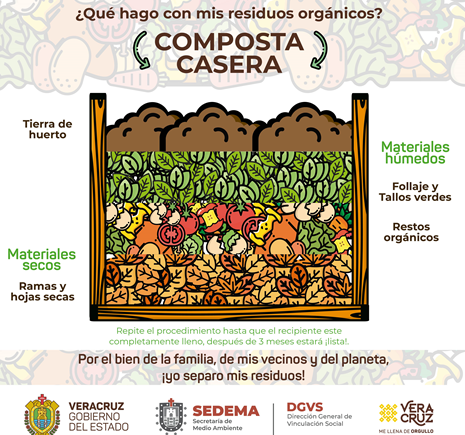 ¿Qué hago con mis residuos orgánicos?
COMPOSTA
CASERA
Tierra de
huerto
Materiales
húmedos
Follaje y
Tallos verdes
Restos
orgánicos
Materiales
secos
Ramas y
hojas secas
Repite el procedimiento hasta que el recipiente este
completamente lleno, después de 3 meses estará ¡lista!.
Por el bien de la familia, de mis vecinos y del planeta,
¡yo separo mis residuos!
VERACRUZ
GOBIERNO
DEL ESTADO
SEDEMA
Secretaría de
Medio Ambiente
DGVS
Dirección General de
Vinculación Social
VERA
CRUZ
ME LLENA DE ORGULLO